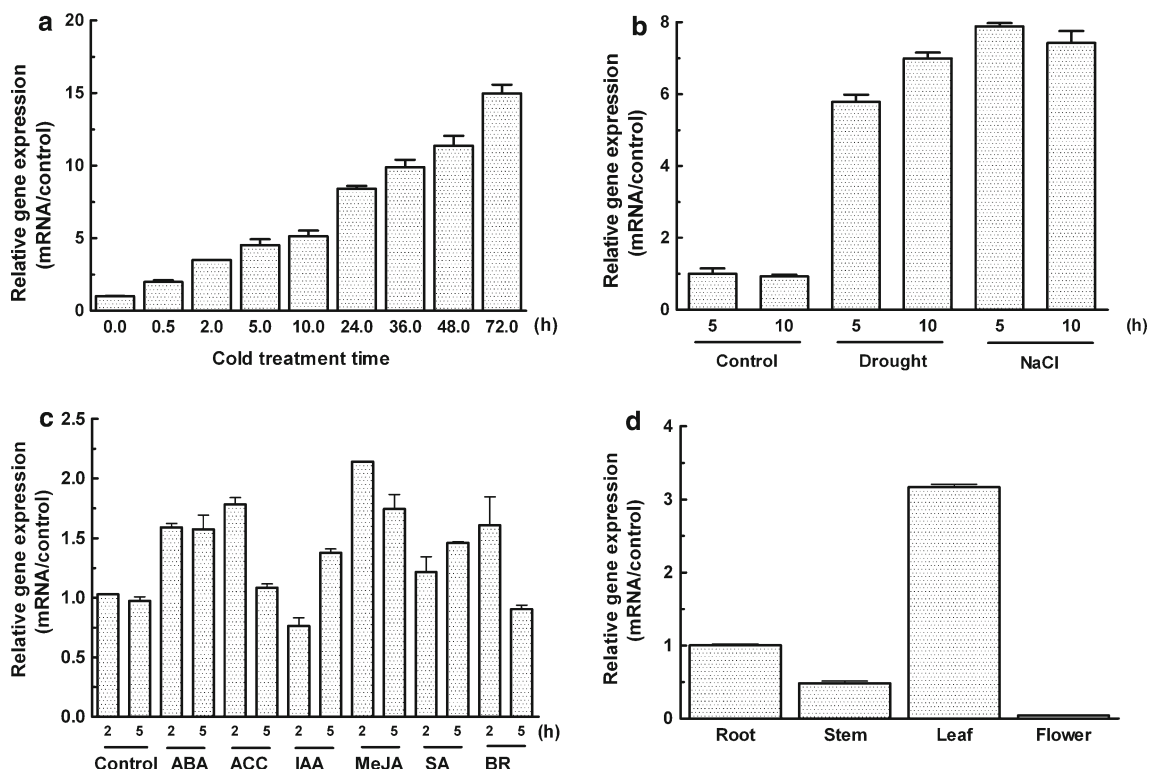 a
Relative gene expression
(mRNA/control)
20
15
10
5
0
0.0 0.5 2.0 5.0 10.0 24.0 36.0 48.0 72.0 (h)
Cold treatment time
b
Relative gene expression
(mRNA/control)
8
6
4
2
0
5 10 5 10 5 10 (h)
Control Drought NaCl
c
Relative gene expression
(mRNA/control)
2.5
2.0
1.5
1.0
0.5
0.0
2 5 2 5 2 5 2 5 2 5 2 5 2 5 (h)
Control ABA ACC IAA MeJA SA BR
d
Relative gene expression
(mRNA/control)
4
3
2
1
0
Root Stem Leaf Flower